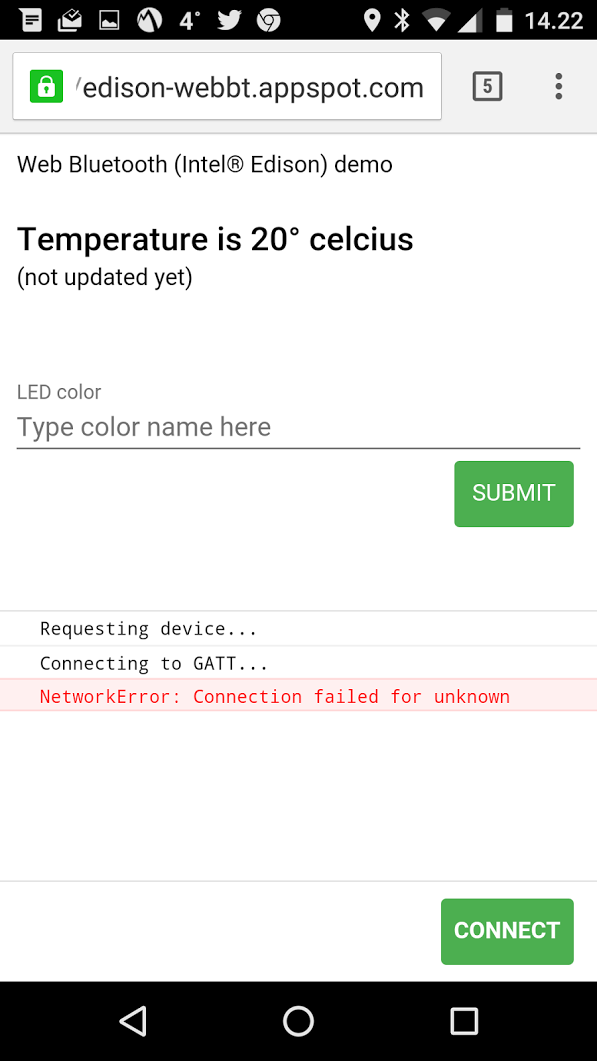 4° 14.22
/edison-webbt.appspot.com 5
Web Bluetooth (Intel® Edison) demo
Temperature is 20° celcius
(not updated yet)
LED color
Type color name here
SUBMIT
Requesting device...
Connecting to GATT...
NetworkError: Connection failed for unknown
CONNECT